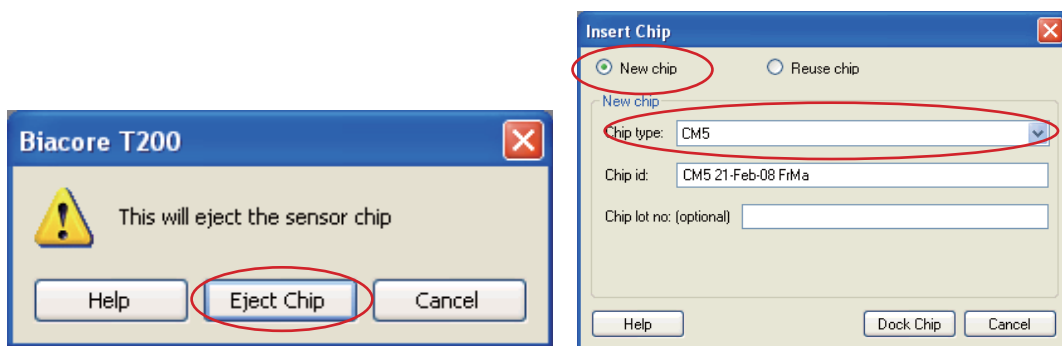 Biacore T200
This will eject the sensor chip
Help Eject Chip Cancel
Insert Chip
New chip Reuse chip
New chip
Chip type: CM5
Chip id: CM5 21-Feb-08 FrMa
Chip lot no: (optional)
Help Dock Chip Cancel